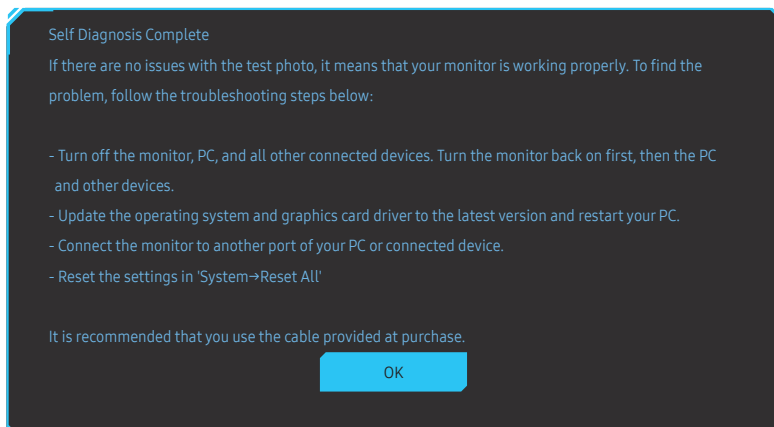 Self Diagnosis Complete
If there are no issues with the test photo, it means that your monitor is working properly. To find the
problem, follow the troubleshooting steps below:
- Turn off the monitor, PC, and all other connected devices. Turn the monitor back on first, then the PC
and other devices.
- Update the operating system and graphics card driver to the latest version and restart your PC.
- Connect the monitor to another port of your PC or connected device.
- Reset the settings in 'System→Reset All'
It is recommended that you use the cable provided at purchase.
OK